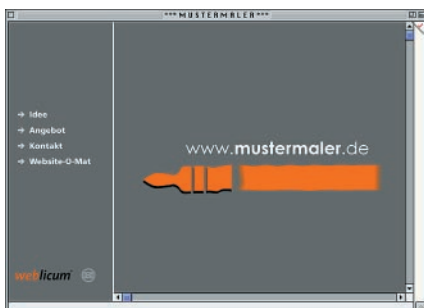 ***MUSTERMALER***
→ Idee
→ Angebot
→ Kontakt
→ Website-O-Mat
www.mustermaler.de
weblicum